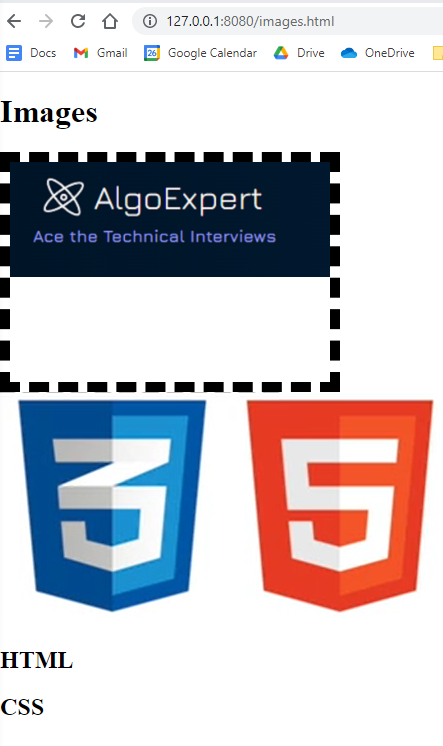 127.0.0.1:8080/images.html
Docs Gmail 26 Google Calendar Drive OneDrive
Images
AlgoExpert
Ace the Technical Interviews
3 5
HTML
CSS